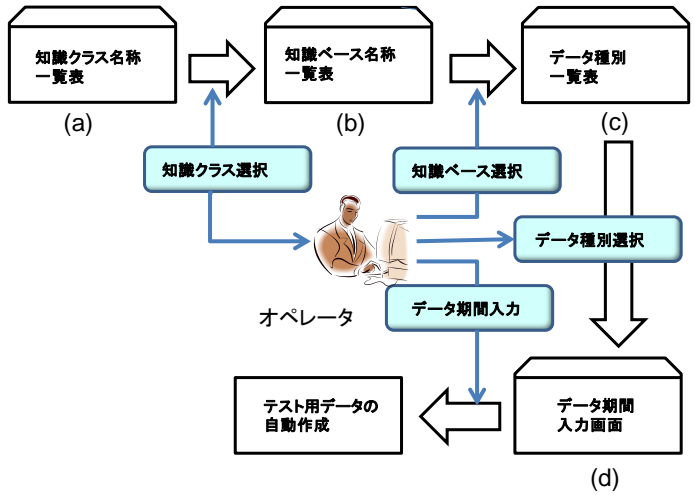 知識クラス名称
一覧表
知識ベース名称
一覧表
データ種別
一覧表
(a)
(b)
(c)
知識クラス選択
知識ベース選択
データ種別選択
オペレータ
データ期間入力
テスト用データの
自動作成
データ期間
入力画面
(d)